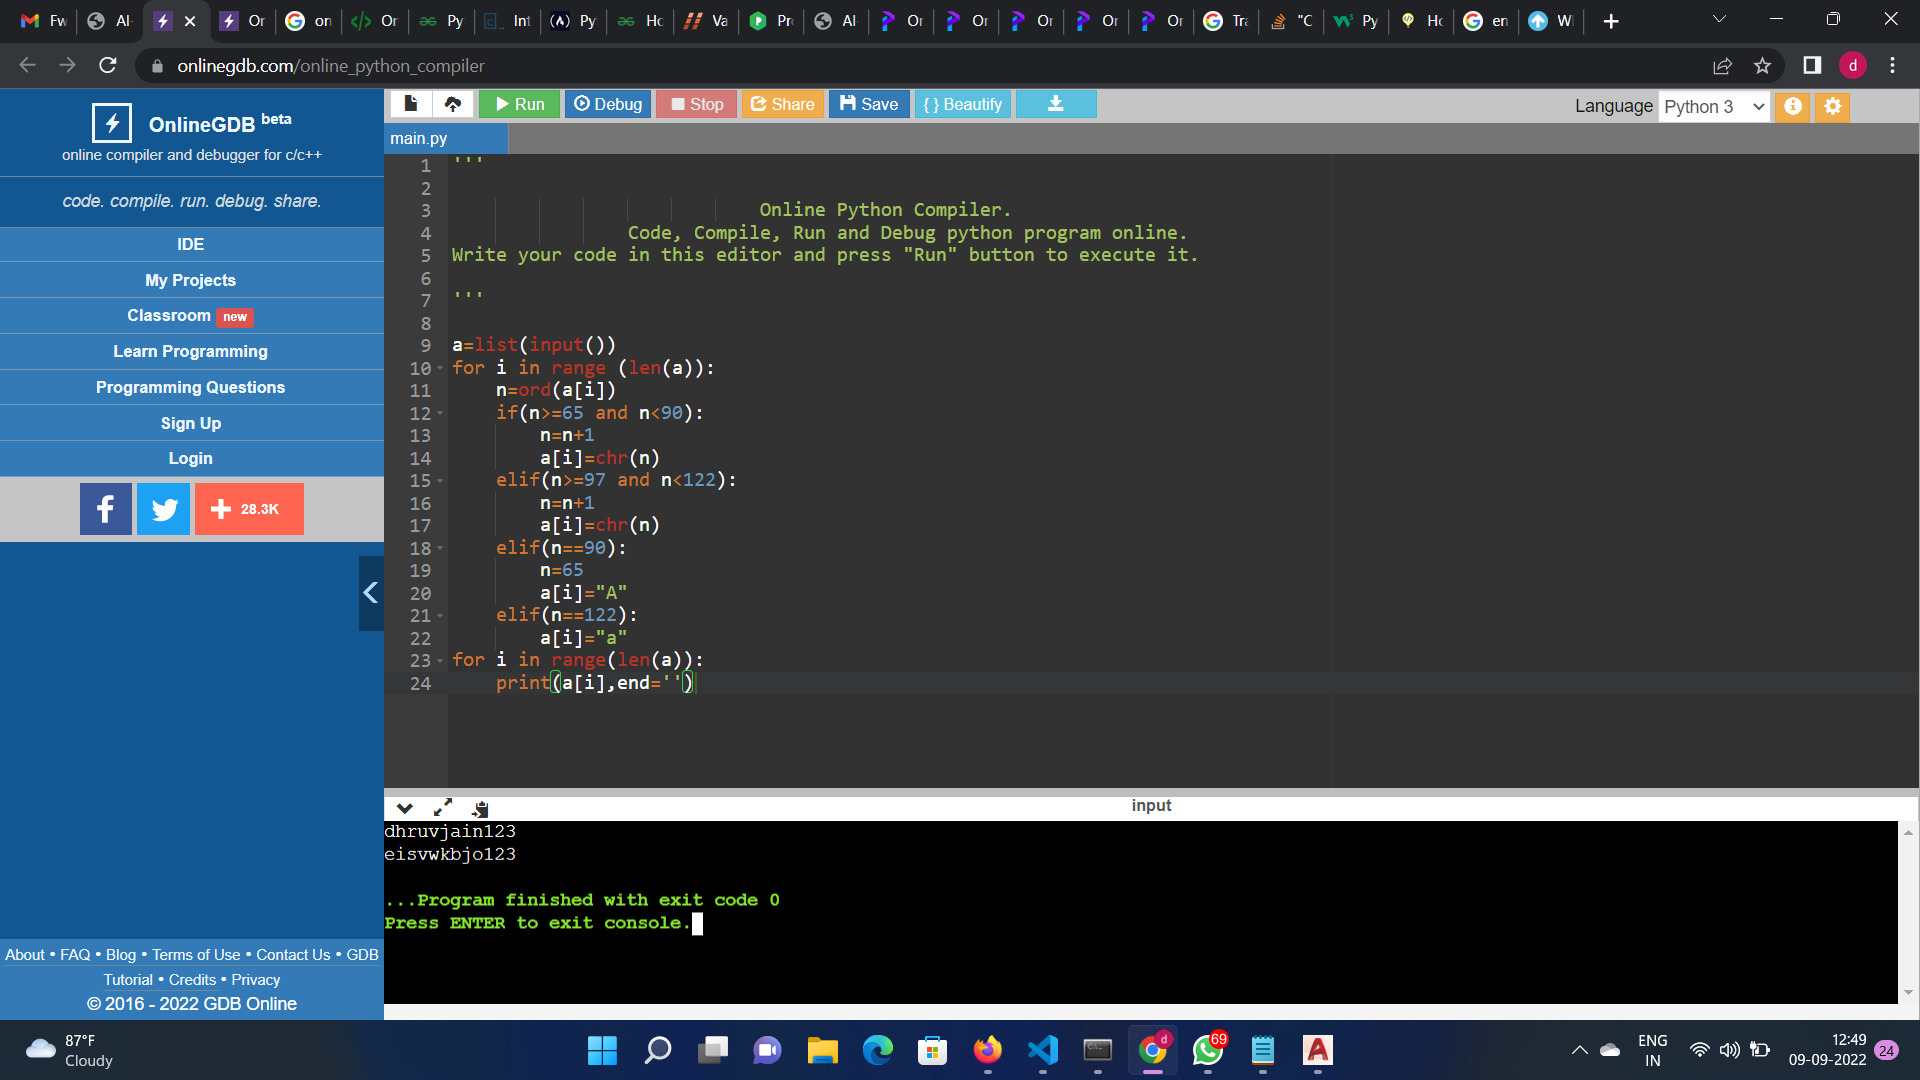 Fw
AI
Or
on
Or
Py
Int
Py
Ho
Va
Pr
AI
Or
Or
Or
Or
Or
Tra
"C
Py
Ho
en
W
onlinegdb.com/online_python_compiler
d
OnlineGDB beta
online compiler and debugger for c/c++
code. compile. run. debug. share.
IDE
My Projects
Classroom new
Learn Programming
Programming Questions
Sign Up
Login
28.3K
About • FAQ • Blog • Terms of Use • Contact Us • GDB
Tutorial • Credits • Privacy
© 2016 - 2022 GDB Online
Run Debug Stop Share Save { } Beautify
Language Python 3
main.py
1 '''
2
3 Online Python Compiler.
4 Code, Compile, Run and Debug python program online.
5 Write your code in this editor and press "Run" button to execute it.
6
7 '''
8
9 a=list(input())
10 for i in range (len(a)):
11 n=ord(a[i])
12 if(n>=65 and n<90):
13 n=n+1
14 a[i]=chr(n)
15 elif(n>=97 and n<122):
16 n=n+1
17 a[i]=chr(n)
18 elif(n==90):
19 n=65
20 a[i]="A"
21 elif(n==122):
22 a[i]="a"
23 for i in range(len(a)):
24 print(a[i],end='')
input
dhruvjain123
eisvwkbjo123
...Program finished with exit code 0
Press ENTER to exit console.
87°F
Cloudy
d
69
ENG
IN
12:49
09-09-2022
24